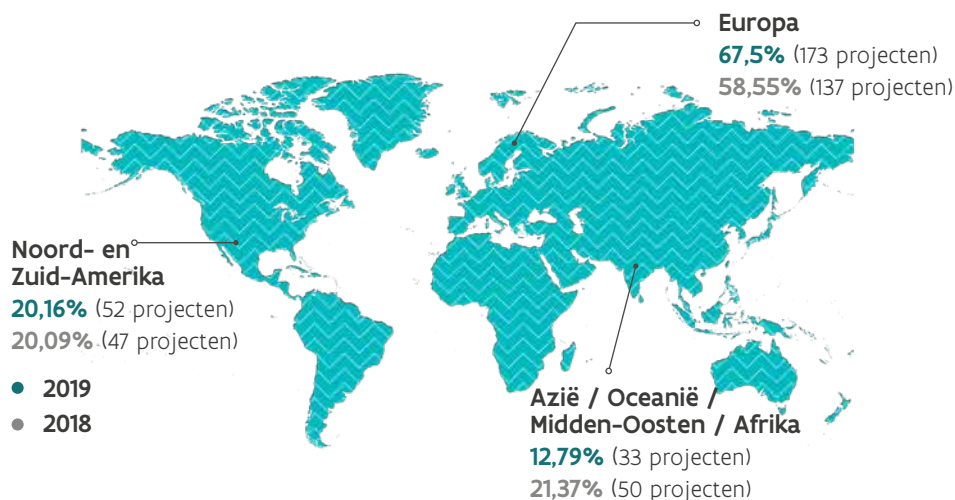 Europa
67,5% (173 projecten)
58,55% (137 projecten)
Noord- en
Zuid-Amerika
20,16% (52 projecten)
20,09% (47 projecten)
2019
2018
Azië / Oceanië /
Midden-Oosten / Afrika
12,79% (33 projecten)
21,37% (50 projecten)